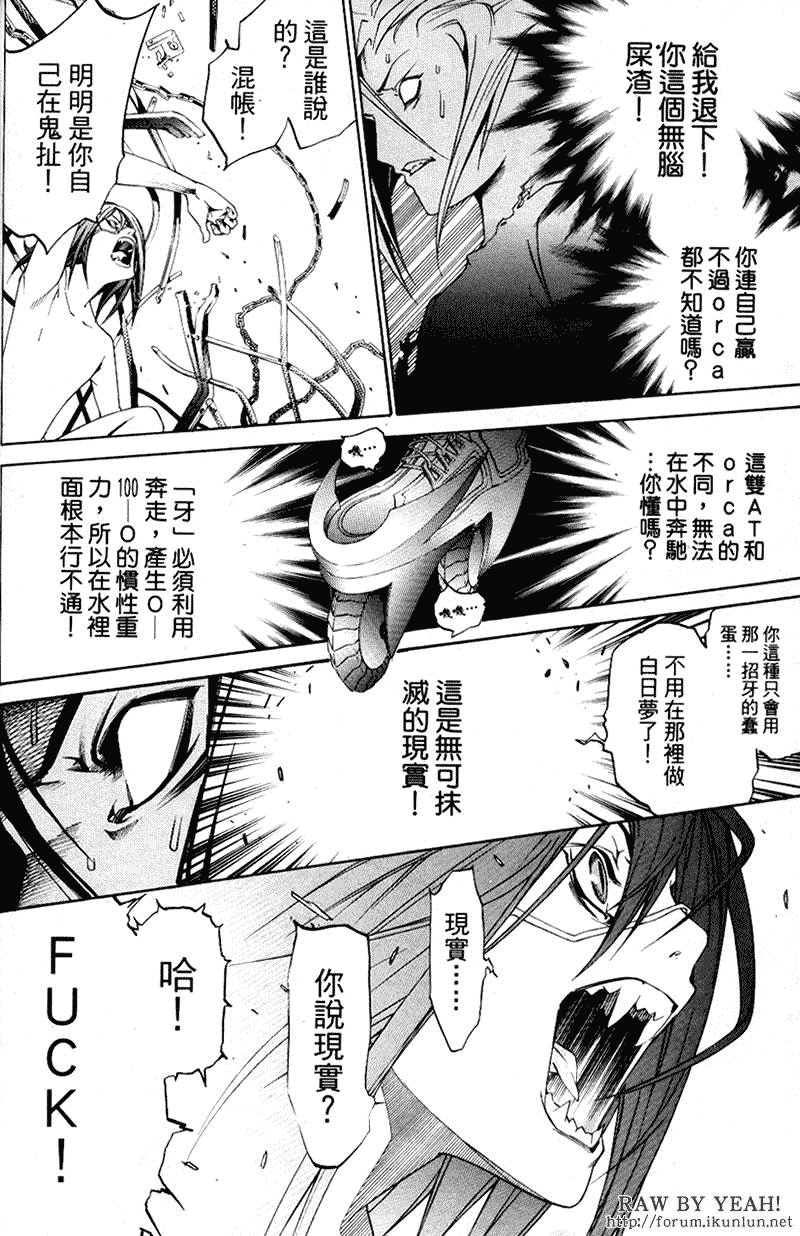 給我退下！
你這個無腦
屎渣！
你連自己贏
不過orca
都不知道嗎？
這是誰說
的？
混帳！
明明是你自
己在鬼扯！
這雙AT和
orca的
不同，無法
在水中奔馳
…你懂嗎？
「牙」必須利用
奔走，產生０—
100—０的慣性重
力，所以在水裡
面根本行不通！
你這種只會用
那一招牙的蠢
蛋……
不用在那裡做
白日夢了！
這是無可抹
滅的現實！
現實……
你說現實？
哈！
FUCK！
RAW BY YEAH!
http://forum.ikunlun.net